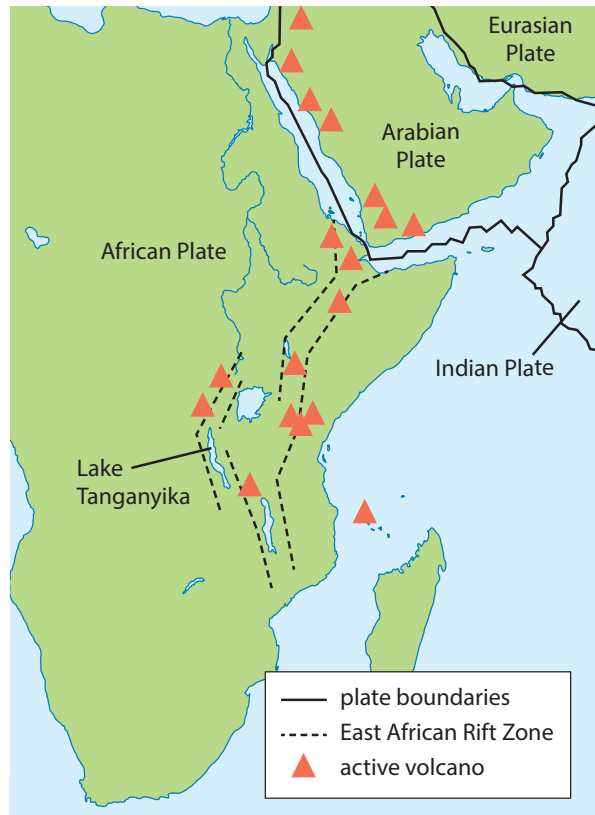 Eurasian
Plate
Arabian
Plate
African Plate
Indian Plate
Lake
Tanganyika
plate boundaries
East African Rift Zone
active volcano